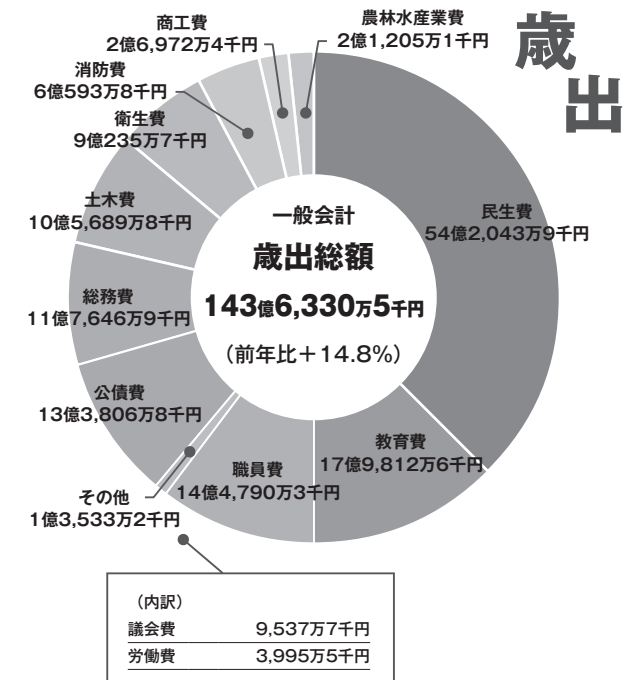 歳出
商工費
2億6,972万4千円
農林水産業費
2億1,205万1千円
消防費
6億593万8千円
衛生費
9億235万7千円
土木費
10億5,689万8千円
民生費
54億2,043万9千円
一般会計
歳出総額
143億6,330万5千円
（前年比＋14.8%）
総務費
11億7,646万9千円
公債費
13億3,806万8千円
教育費
17億9,812万6千円
職員費
14億4,790万3千円
その他
1億3,533万2千円
（内訳）
議会費 9,537万7千円
労働費 3,995万5千円